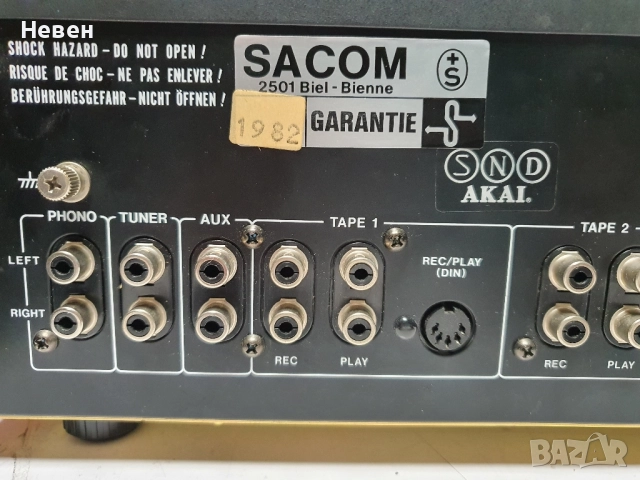 Невен
SHOCK HAZARD – DO NOT OPEN!
RISQUE DE CHOC – NE PAS ENLEVER!
BERÜHRUNGSGEFAHR – NICHT ÖFFNEN!
SACOM
+
S
2501 Biel - Bienne
1982
GARANTIE
SND
AKAI.
PHONO
TUNER
AUX
TAPE 1
TAPE 2
LEFT
RIGHT
REC/PLAY
(DIN)
REC
PLAY
REC
PLAY
BAZAR